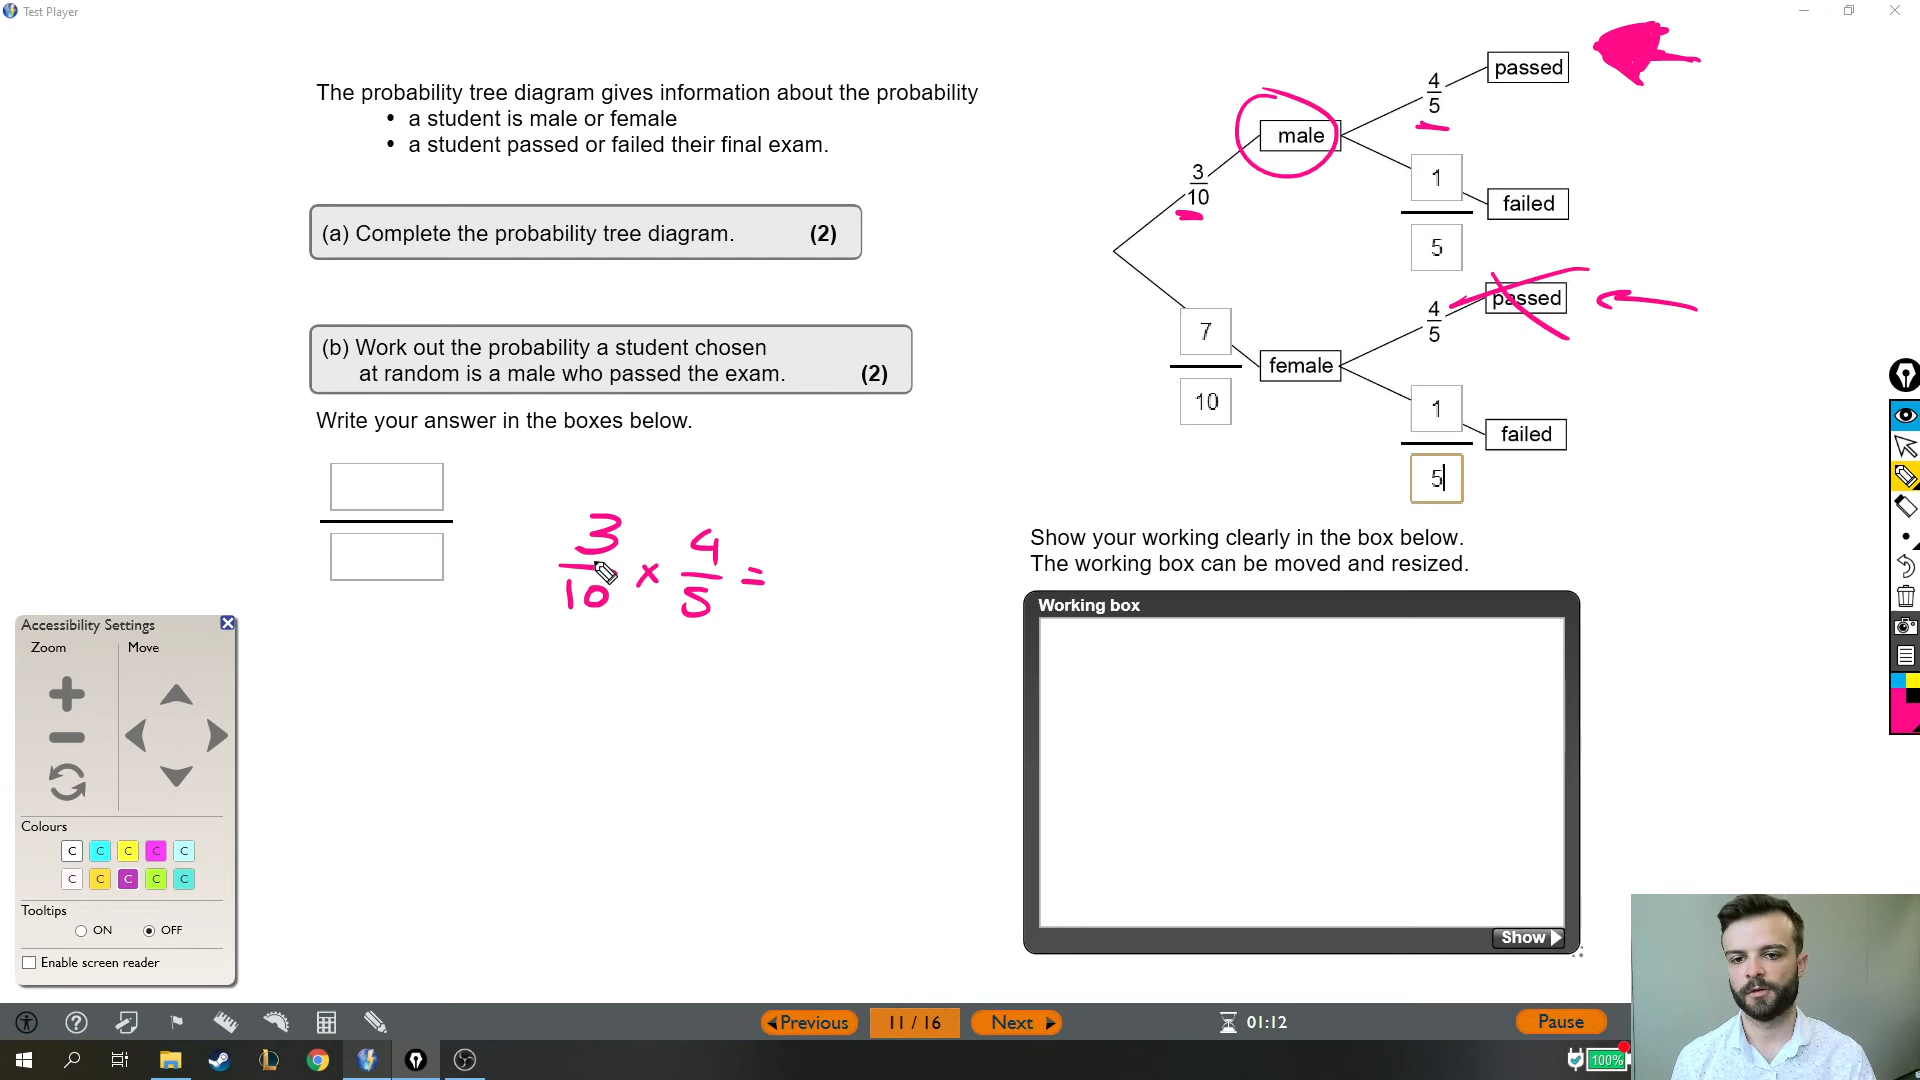 Test Player
The probability tree diagram gives information about the probability
• a student is male or female
• a student passed or failed their final exam.
(a) Complete the probability tree diagram. (2)
(b) Work out the probability a student chosen
at random is a male who passed the exam. (2)
Write your answer in the boxes below.
3/10 × 4/5 =
3/10
male
4/5
passed
1/5
failed
7/10
female
4/5
passed
1/5
failed
Show your working clearly in the box below.
The working box can be moved and resized.
Working box
Show
Accessibility Settings
Zoom Move
Colours
C C C C C
C C C C C
Tooltips
ON OFF
Enable screen reader
Previous 11 / 16 Next 01:12 Pause
100%